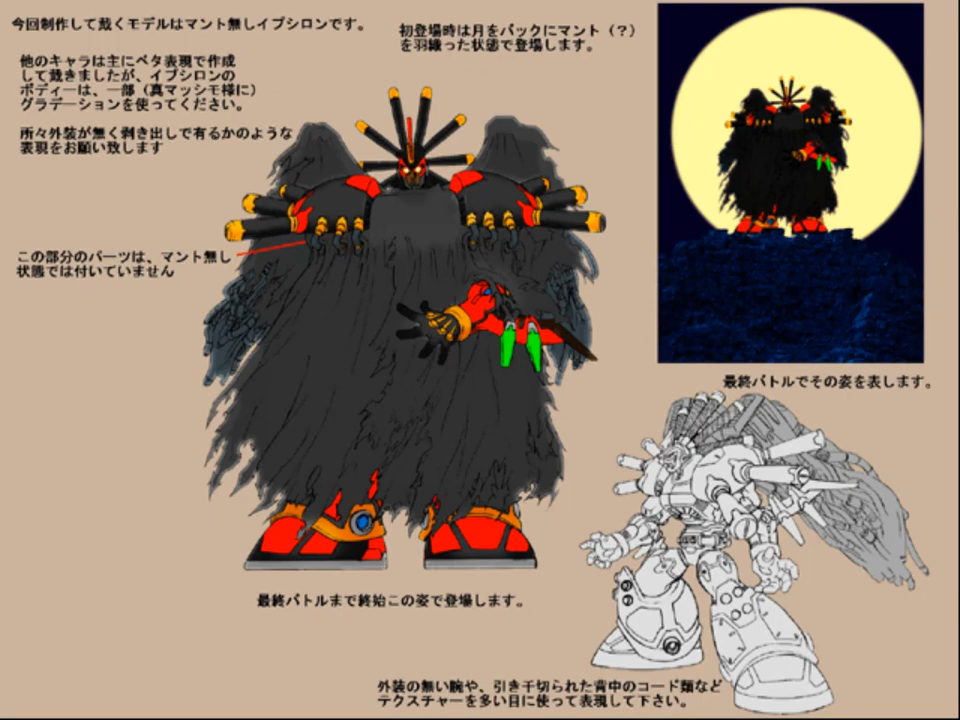 今回制作して戴くモデルはマント無しイプシロンです。
初登場時は月をバックにマント（？）
を羽織った状態で登場します。
他のキャラは主にベタ表現で作成
して戴きましたが、イプシロンの
ボディーは、一部（真マッシモ様に）
グラデーションを使ってください。
所々外装が無く剥き出しで有るかのような
表現をお願い致します
この部分のパーツは、マント無し
状態では付いていません
最終バトルでその姿を表します。
最終バトルまで終始この姿で登場します。
外装の無い腕や、引き千切られた背中のコード類など
テクスチャーを多い目に使って表現して下さい。